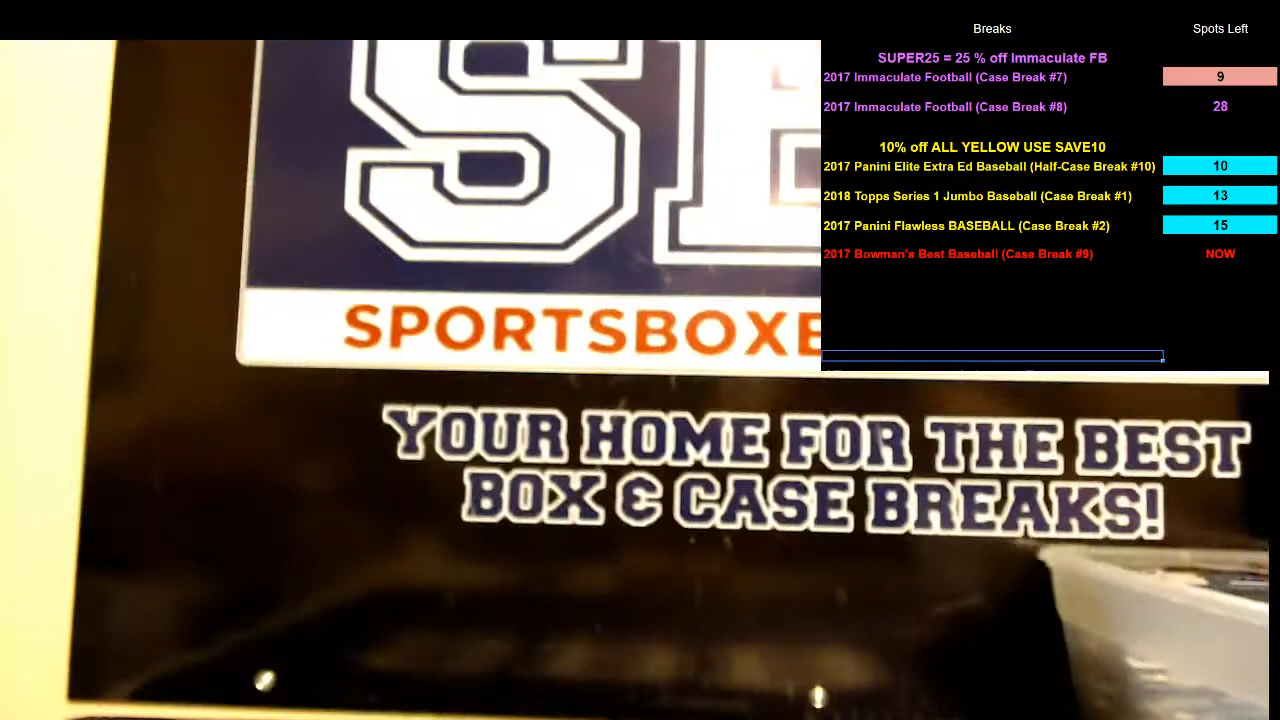 Breaks Spots Left
SUPER25 = 25 % off Immaculate FB
2017 Immaculate Football (Case Break #7) 9
2017 Immaculate Football (Case Break #8) 28
10% off ALL YELLOW USE SAVE10
2017 Panini Elite Extra Ed Baseball (Half-Case Break #10) 10
2018 Topps Series 1 Jumbo Baseball (Case Break #1) 13
2017 Panini Flawless BASEBALL (Case Break #2) 15
2017 Bowman's Best Baseball (Case Break #9) NOW
SPORTSBOXE
YOUR HOME FOR THE BEST
BOX & CASE BREAKS!